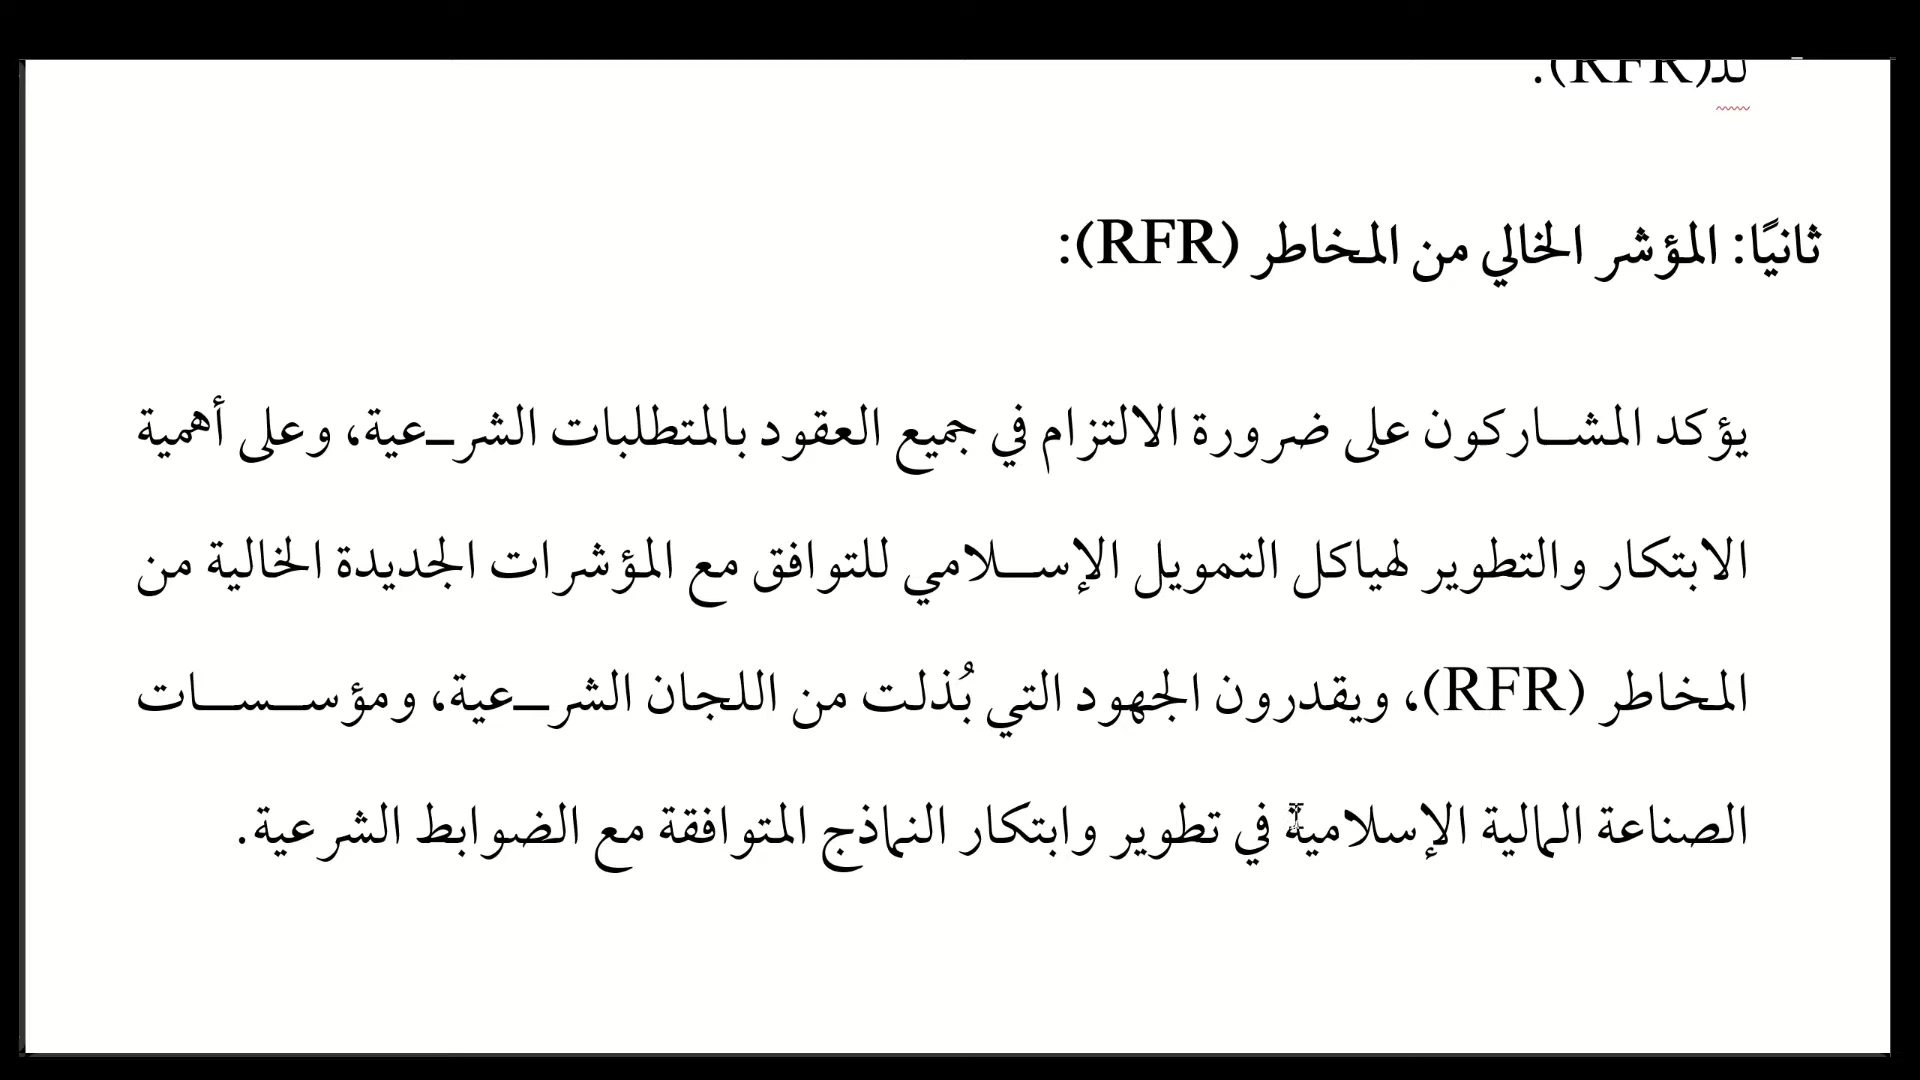 للـ(RFR).
ثانيًا: المؤشر الخالي من المخاطر (RFR):
يؤكد المشاركون على ضرورة الالتزام في جميع العقود بالمتطلبات الشرعية، وعلى أهمية
الابتكار والتطوير لهياكل التمويل الإسلامي للتوافق مع المؤشرات الجديدة الخالية من
المخاطر (RFR)، ويقدرون الجهود التي بُذلت من اللجان الشرعية، ومؤسسات
الصناعة المالية الإسلامية في تطوير وابتكار النماذج المتوافقة مع الضوابط الشرعية.